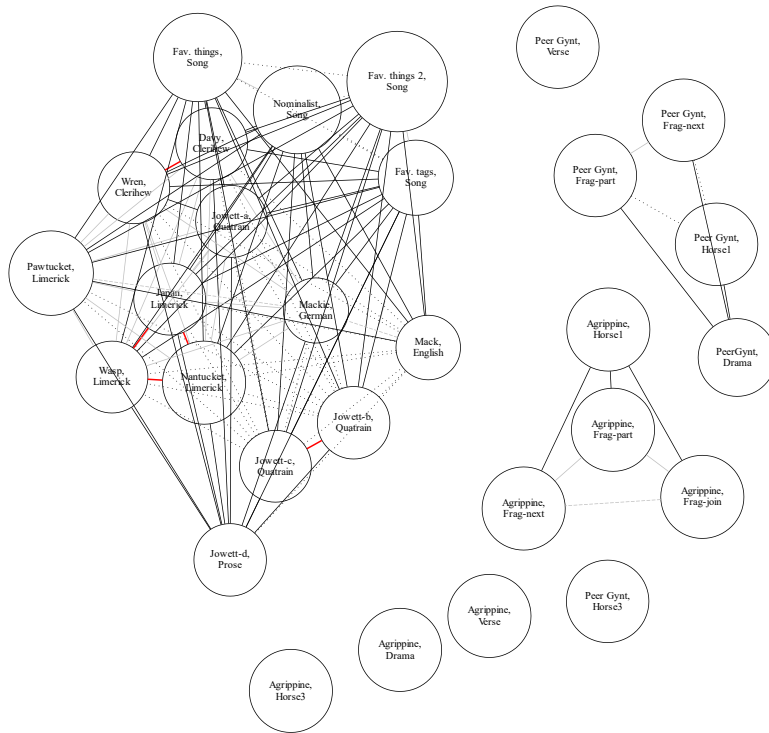 Fav. things,
Song
Fav. things 2,
Song
Peer Gynt,
Verse
Nominalist,
Song
Peer Gynt,
Frag-next
Davy,
Clerihew
Peer Gynt,
Frag-part
Wren,
Clerihew
Fav. tags,
Song
Jowett-a,
Quatrain
Peer Gynt,
Horse1
Pawtucket,
Limerick
Japan,
Limerick
Mackie,
German
Agrippine,
Horse1
Mack,
English
PeerGynt,
Drama
Wasp,
Limerick
Nantucket,
Limerick
Jowett-b,
Quatrain
Agrippine,
Frag-part
Jowett-c,
Quatrain
Agrippine,
Frag-next
Agrippine,
Frag-join
Jowett-d,
Prose
Peer Gynt,
Horse3
Agrippine,
Verse
Agrippine,
Drama
Agrippine,
Horse3